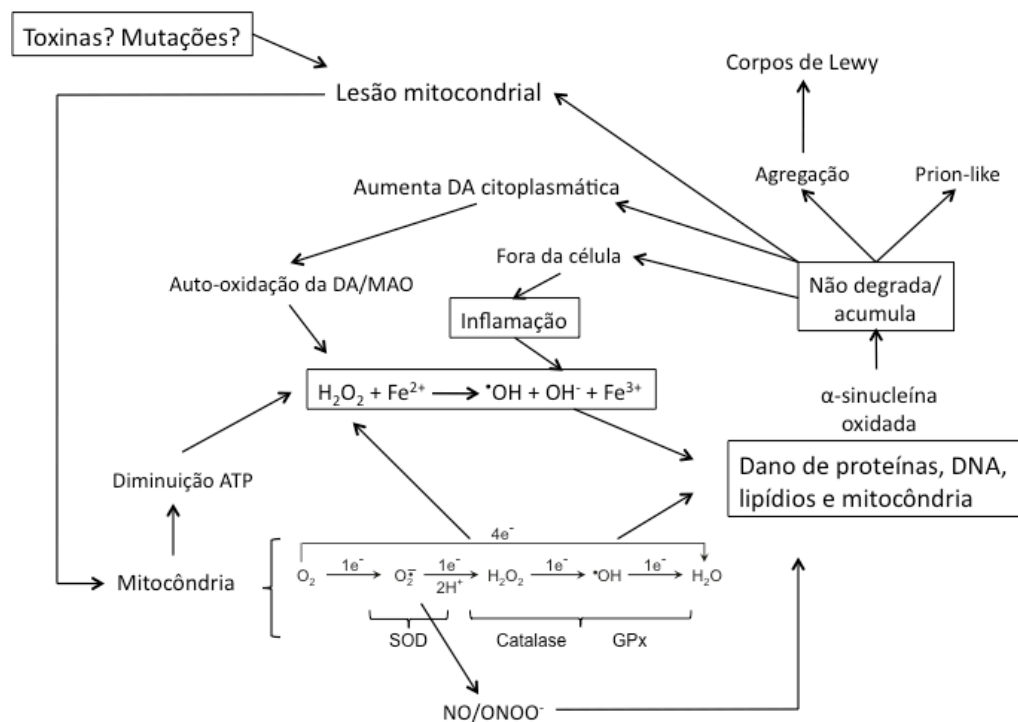 Toxinas? Mutações?
Corpos de Lewy
Lesão mitocondrial
Agregação
Prion-like
Aumenta DA citoplasmática
Fora da célula
Auto-oxidação da DA/MAO
Não degrada/
acumula
Inflamação
H₂O₂ + Fe²⁺ → •OH + OH⁻ + Fe³⁺
α-sinucleína
oxidada
Dano de proteínas, DNA,
lipídios e mitocôndria
Diminuição ATP
4e⁻
Mitocôndria
O₂ 1e⁻ → O₂•⁻ 1e⁻ 2H⁺ → H₂O₂ 1e⁻ → •OH 1e⁻ → H₂O
SOD
Catalase
GPx
NO/ONOO⁻